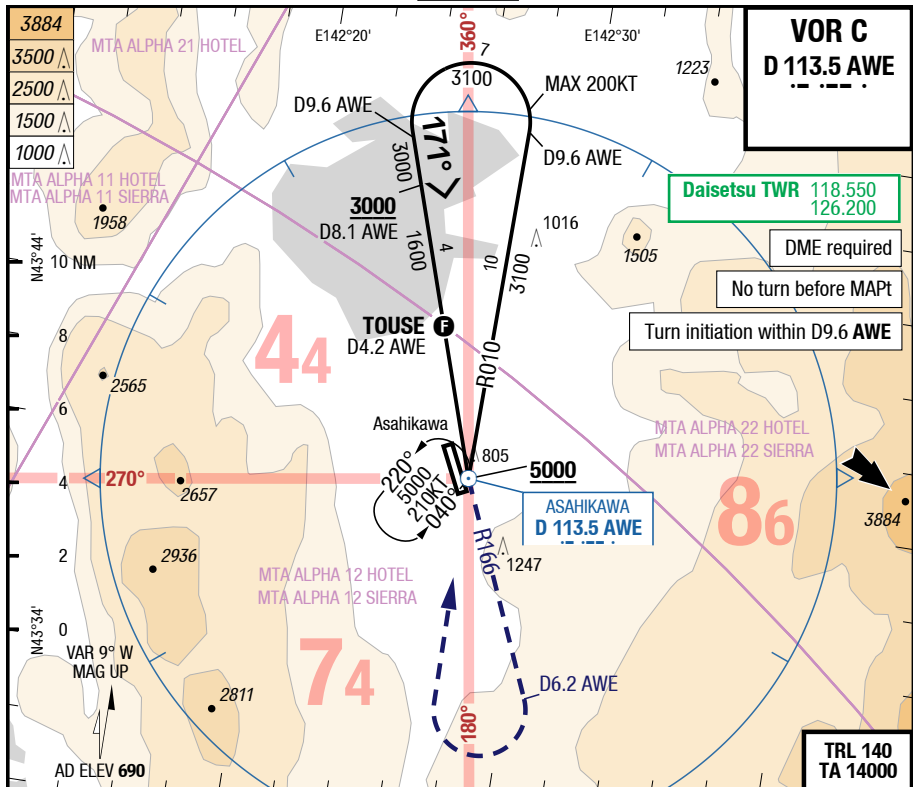 3884
3500
2500
1500
1000
MTA ALPHA 21 HOTEL
E142°20'
360°
7
3100
E142°30'
1223
VOR C
D 113.5 AWE
D9.6 AWE
MAX 200KT
D9.6 AWE
171°
3000
MTA ALPHA 11 HOTEL
MTA ALPHA 11 SIERRA
1958
3000
D8.1 AWE
1600
4
10
3100
1016
1505
Daisetsu TWR 118.550
126.200
DME required
No turn before MAPt
Turn initiation within D9.6 AWE
N43°44'
10 NM
8
6
4
2
0
N43°34'
44
TOUSE F
D4.2 AWE
R010
2565
Asahikawa
805
5000
270°
220°
5000
210KT
040°
2657
ASAHIKAWA
D 113.5 AWE
MTA ALPHA 22 HOTEL
MTA ALPHA 22 SIERRA
86
3884
2936
R166
1247
MTA ALPHA 12 HOTEL
MTA ALPHA 12 SIERRA
74
D6.2 AWE
180°
2811
VAR 9° W
MAG UP
AD ELEV 690
TRL 140
TA 14000